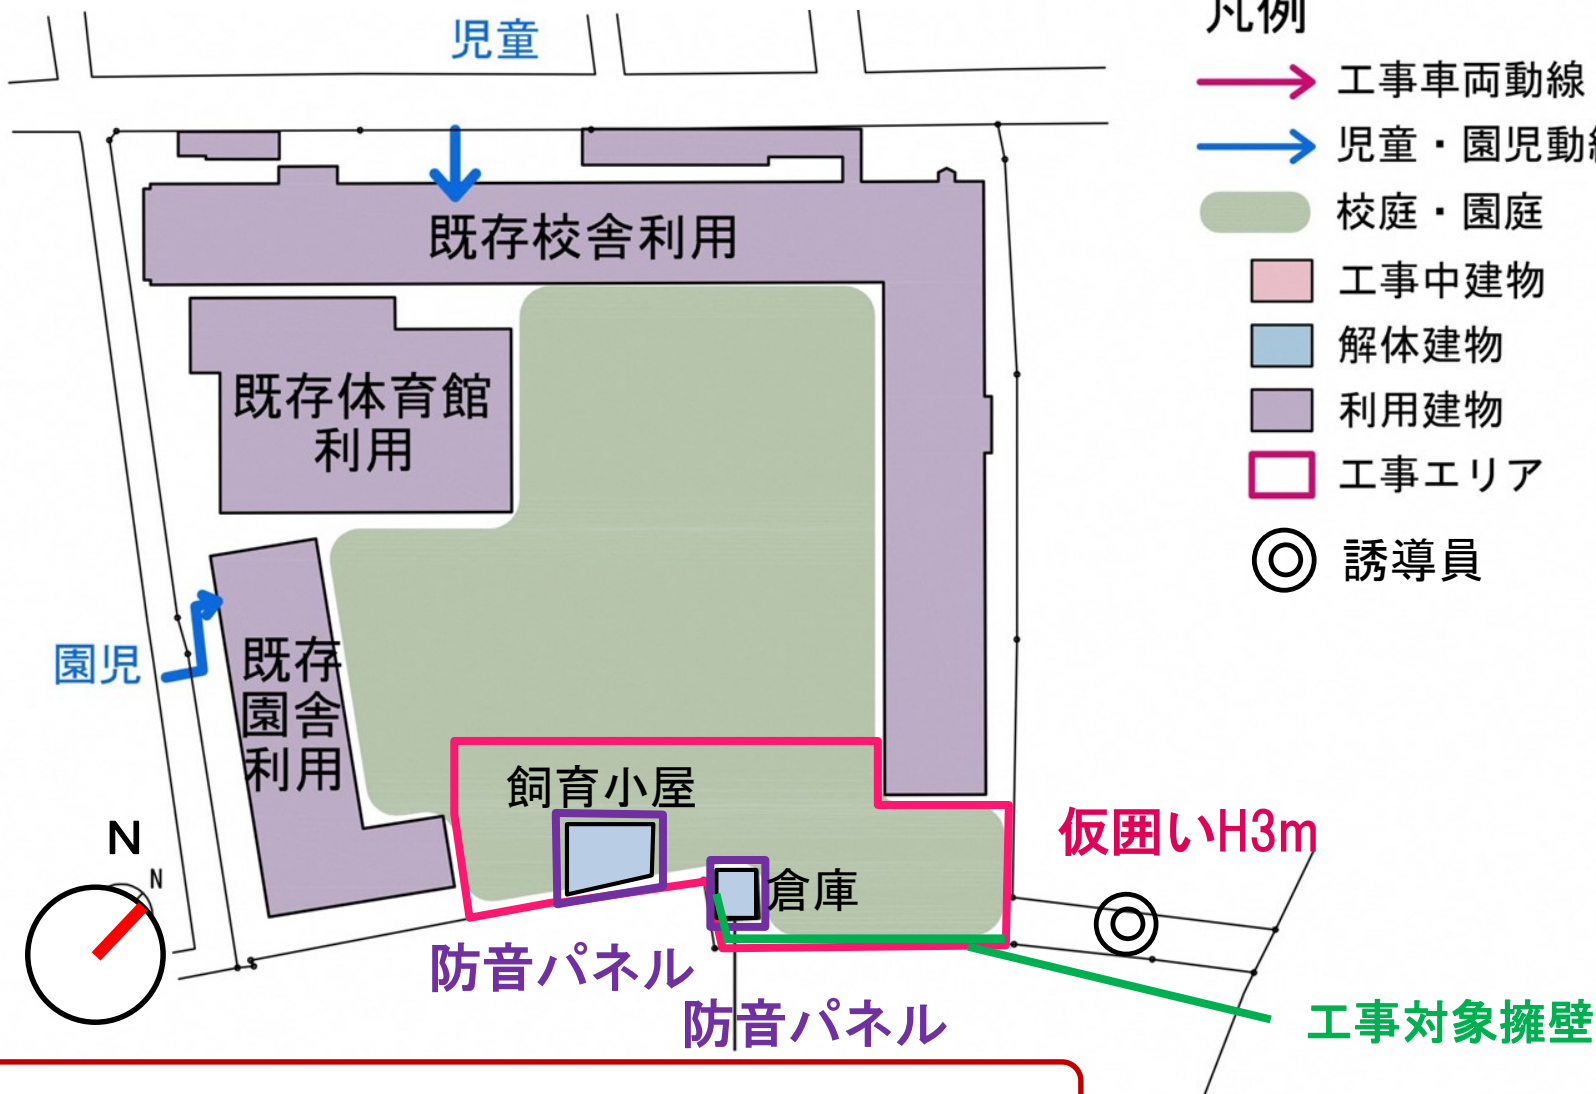 児童
凡例
工事車両動線
児童・園児動線
校庭・園庭
工事中建物
解体建物
利用建物
工事エリア
誘導員
既存校舎利用
既存体育館
利用
園児
既存
園舎
利用
飼育小屋
倉庫
仮囲いH3m
N
N
防音パネル
防音パネル
工事対象擁壁